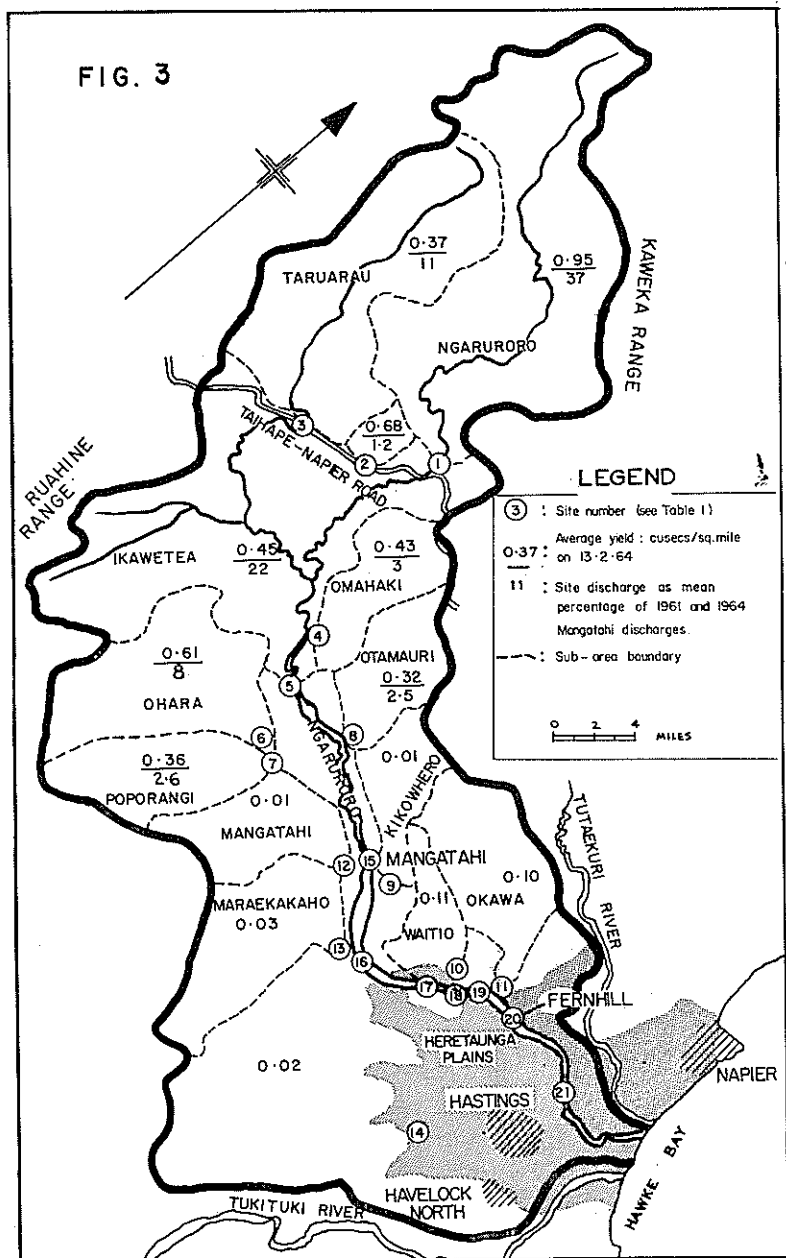 FIG. 3
KAWEKA RANGE
0·37
11
TARUARAU
0·95
37
NGARURORO
TAIHAPE-NAPIER ROAD
3
0·68
1·2
2
1
RUAHINE
RANGE
IKAWETEA
0·45
22
0·43
3
OMAHAKI
4
0·61
8
OHARA
5
OTAMAURI
0·32
2·5
NGARURORO
6
7
8
0·36
2·6
POPORANGI
0·01
MANGATAHI
0·01
KIKOWHERO
12
15
MANGATAHI
9
MARAEKAKAHO
0·03
0·11
WAITIO
0·10
OKAWA
13
16
10
17
18
19
11
20
FERNHILL
HERETAUNGA
PLAINS
0·02
HASTINGS
21
14
HAVELOCK
NORTH
TUKITUKI RIVER
TUTAEKURI RIVER
NAPIER
HAWKE BAY
LEGEND
3 : Site number (see Table 1)
0·37 : Average yield : cusecs/sq.mile
on 13·2·64
11 : Site discharge as mean
percentage of 1961 and 1964
Mangatahi discharges.
: Sub-area boundary
0 2 4 MILES